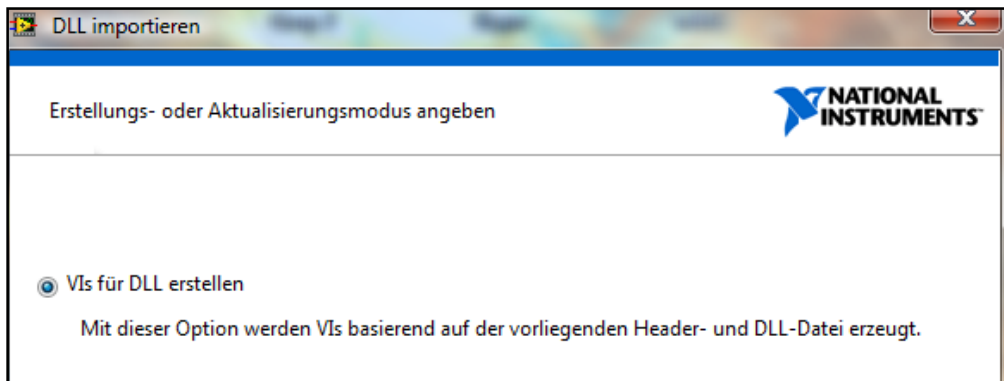 DLL importieren
Erstellungs- oder Aktualisierungsmodus angeben
NATIONAL
INSTRUMENTS
VIs für DLL erstellen
Mit dieser Option werden VIs basierend auf der vorliegenden Header- und DLL-Datei erzeugt.